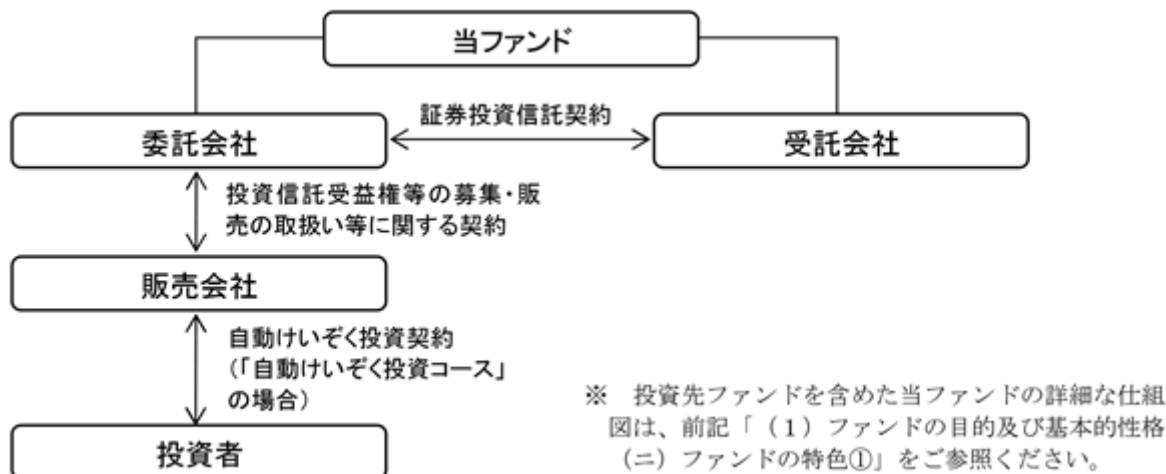 当ファンド
証券投資信託契約
委託会社
受託会社
投資信託受益権等の募集・販
売の取扱い等に関する契約
販売会社
自動けいぞく投資契約
(「自動けいぞく投資コース」
の場合)
投資者
※ 投資先ファンドを含めた当ファンドの詳細な仕組
図は、前記「(1)ファンドの目的及び基本的性格
(ニ)ファンドの特色①」をご参照ください。